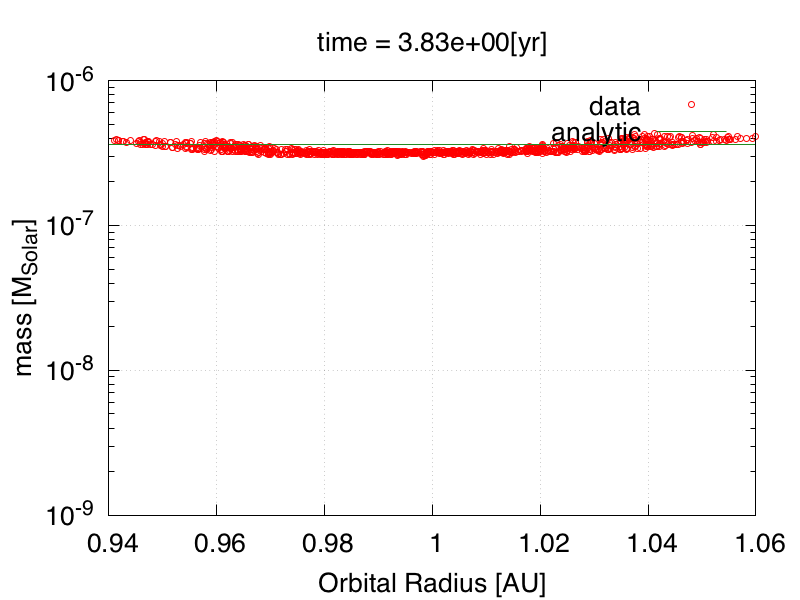 time = 3.83e+00[yr]
10^-6
data
analytic
10^-7
mass [M_Solar]
10^-8
10^-9
0.94 0.96 0.98 1 1.02 1.04 1.06
Orbital Radius [AU]